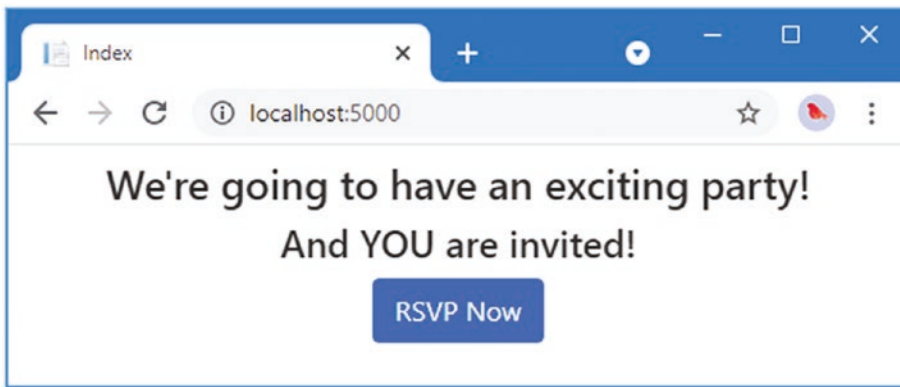 Index
localhost:5000
We're going to have an exciting party!
And YOU are invited!
RSVP Now